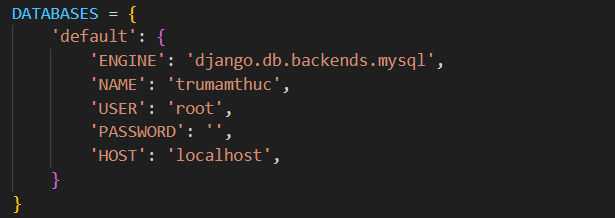 DATABASES = {
    'default': {
        'ENGINE': 'django.db.backends.mysql',
        'NAME': 'trumamthuc',
        'USER': 'root',
        'PASSWORD': '',
        'HOST': 'localhost',
    }
}